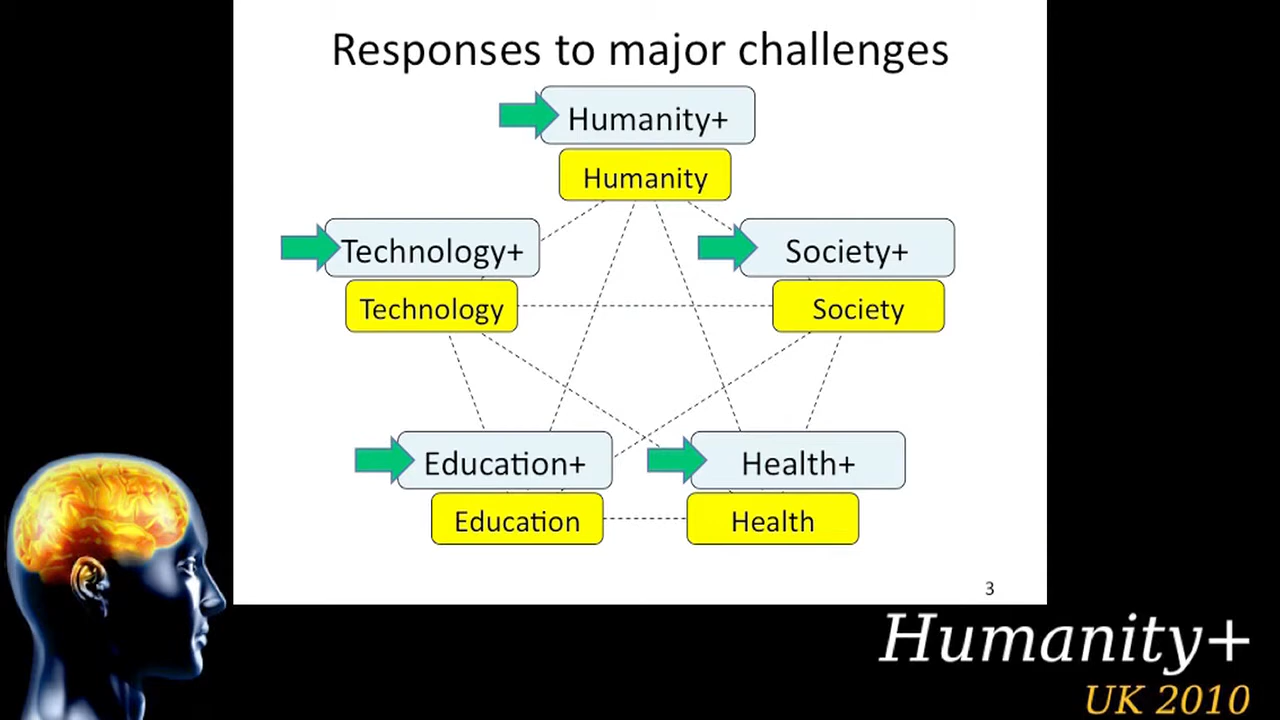 Responses to major challenges
Humanity+
Humanity
Technology+
Society+
Technology
Society
Education+
Health+
Education
Health
3
Humanity+
UK 2010